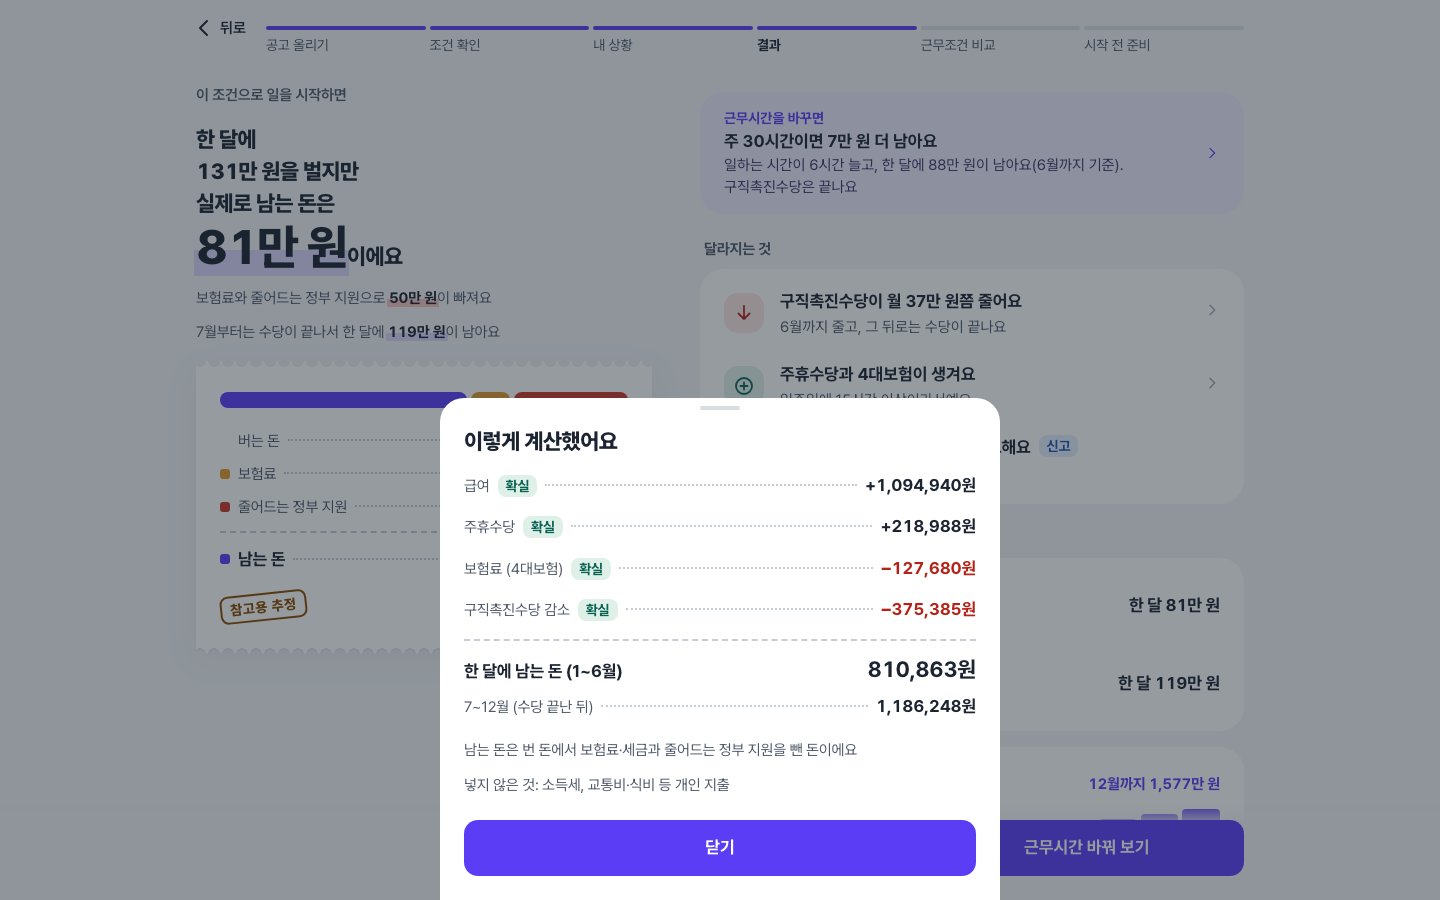 뒤로
공고 올리기
조건 확인
내 상황
결과
근무조건 비교
시작 전 준비
이 조건으로 일을 시작하면
한 달에
131만 원을 벌지만
실제로 남는 돈은
81만 원이에요
보험료와 줄어드는 정부 지원으로 50만 원이 빠져요
7월부터는 수당이 끝나서 한 달에 119만 원이 남아요
버는 돈
보험료
줄어드는 정부 지원
남는 돈
참고용 추정
근무시간을 바꾸면
주 30시간이면 7만 원 더 남아요
일하는 시간이 6시간 늘고, 한 달에 88만 원이 남아요(6월까지 기준).
구직촉진수당은 끝나요
달라지는 것
구직촉진수당이 월 37만 원쯤 줄어요
6월까지 줄고, 그 뒤로는 수당이 끝나요
주휴수당과 4대보험이 생겨요
해요 신고
한 달 81만 원
한 달 119만 원
12월까지 1,577만 원
근무시간 바꿔 보기
이렇게 계산했어요
급여 확실 +1,094,940원
주휴수당 확실 +218,988원
보험료 (4대보험) 확실 −127,680원
구직촉진수당 감소 확실 −375,385원
한 달에 남는 돈 (1~6월) 810,863원
7~12월 (수당 끝난 뒤) 1,186,248원
남는 돈은 번 돈에서 보험료·세금과 줄어드는 정부 지원을 뺀 돈이에요
넣지 않은 것: 소득세, 교통비·식비 등 개인 지출
닫기